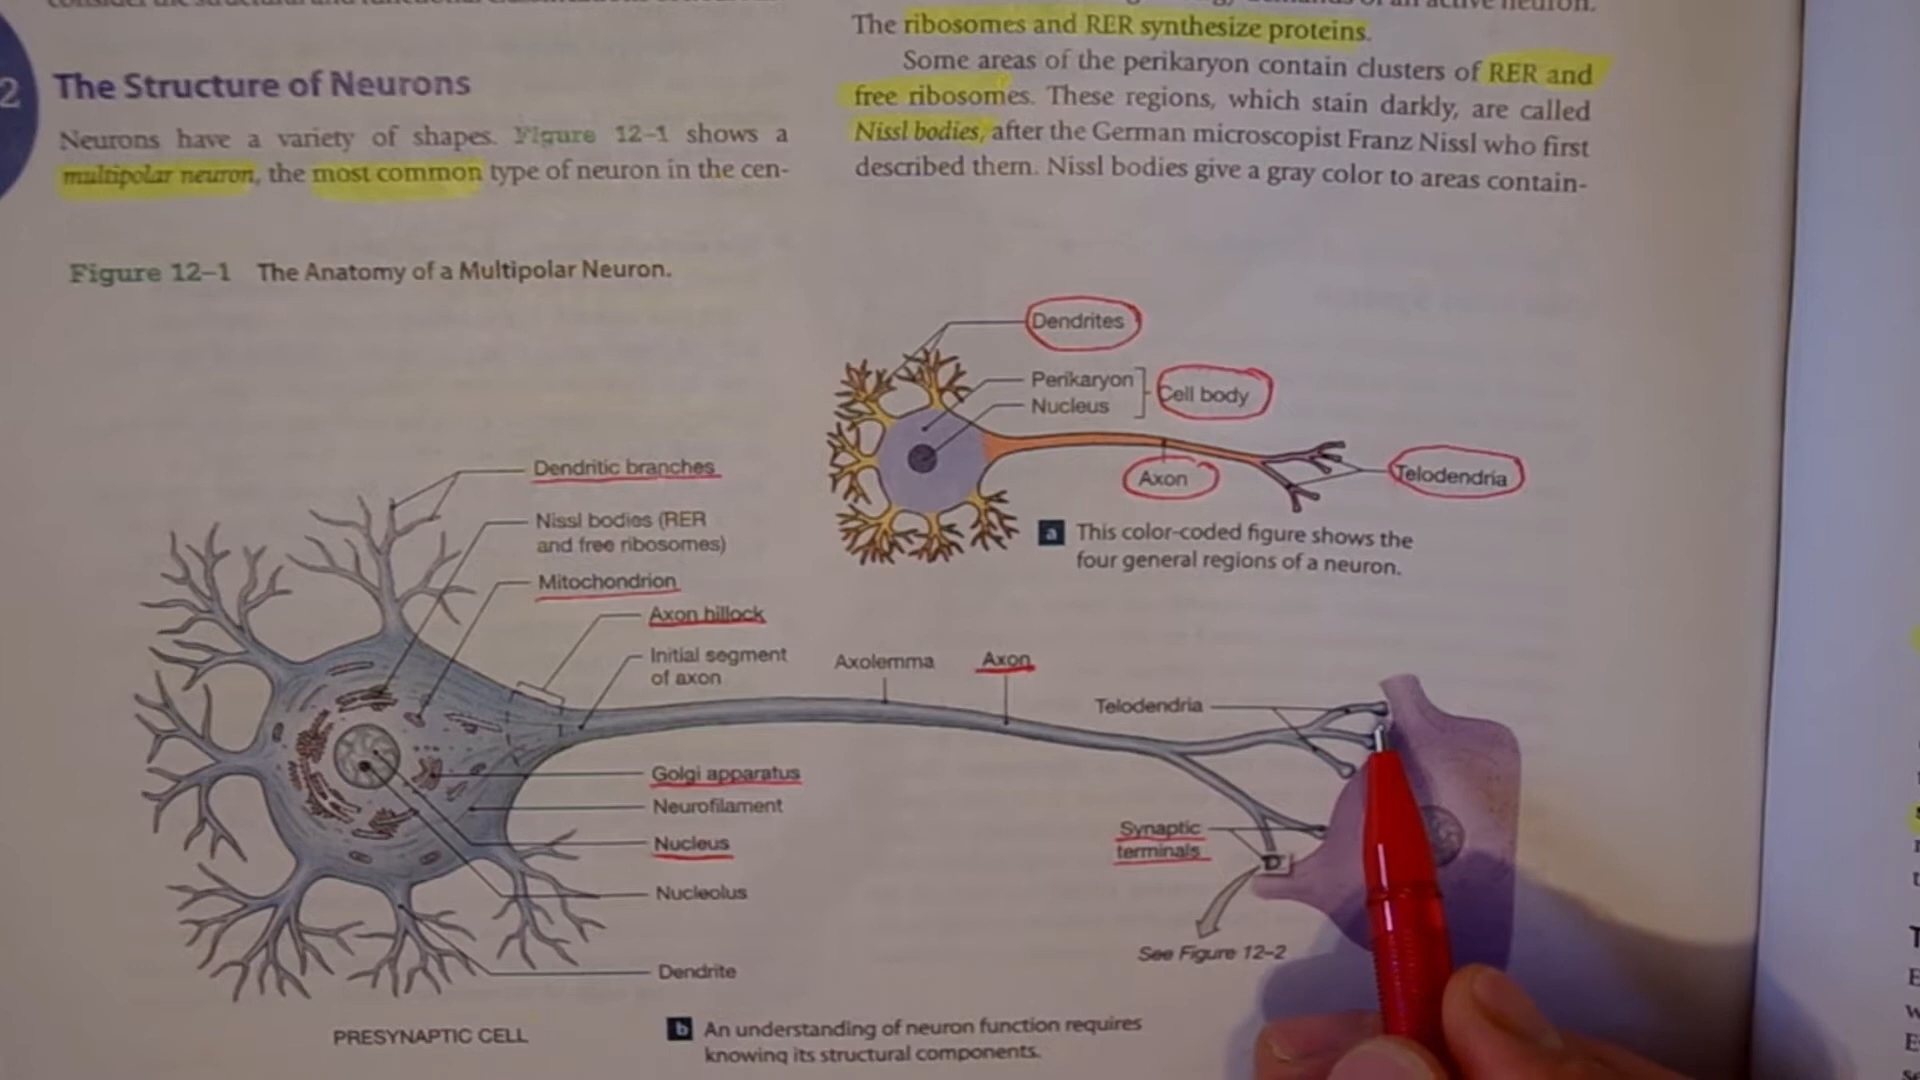 2
The Structure of Neurons
Neurons have a variety of shapes. Figure 12–1 shows a
multipolar neuron, the most common type of neuron in the cen-
of an active neuron.
The ribosomes and RER synthesize proteins.
Some areas of the perikaryon contain clusters of RER and
free ribosomes. These regions, which stain darkly, are called
Nissl bodies, after the German microscopist Franz Nissl who first
described them. Nissl bodies give a gray color to areas contain-
Figure 12–1 The Anatomy of a Multipolar Neuron.
Dendrites
Perikaryon
Nucleus
Cell body
Axon
Telodendria
a This color-coded figure shows the
four general regions of a neuron.
Dendritic branches
Nissl bodies (RER
and free ribosomes)
Mitochondrion
Axon hillock
Initial segment
of axon
Axolemma
Axon
Telodendria
Golgi apparatus
Neurofilament
Nucleus
Nucleolus
Dendrite
Synaptic
terminals
See Figure 12–2
PRESYNAPTIC CELL
b An understanding of neuron function requires
knowing its structural components.